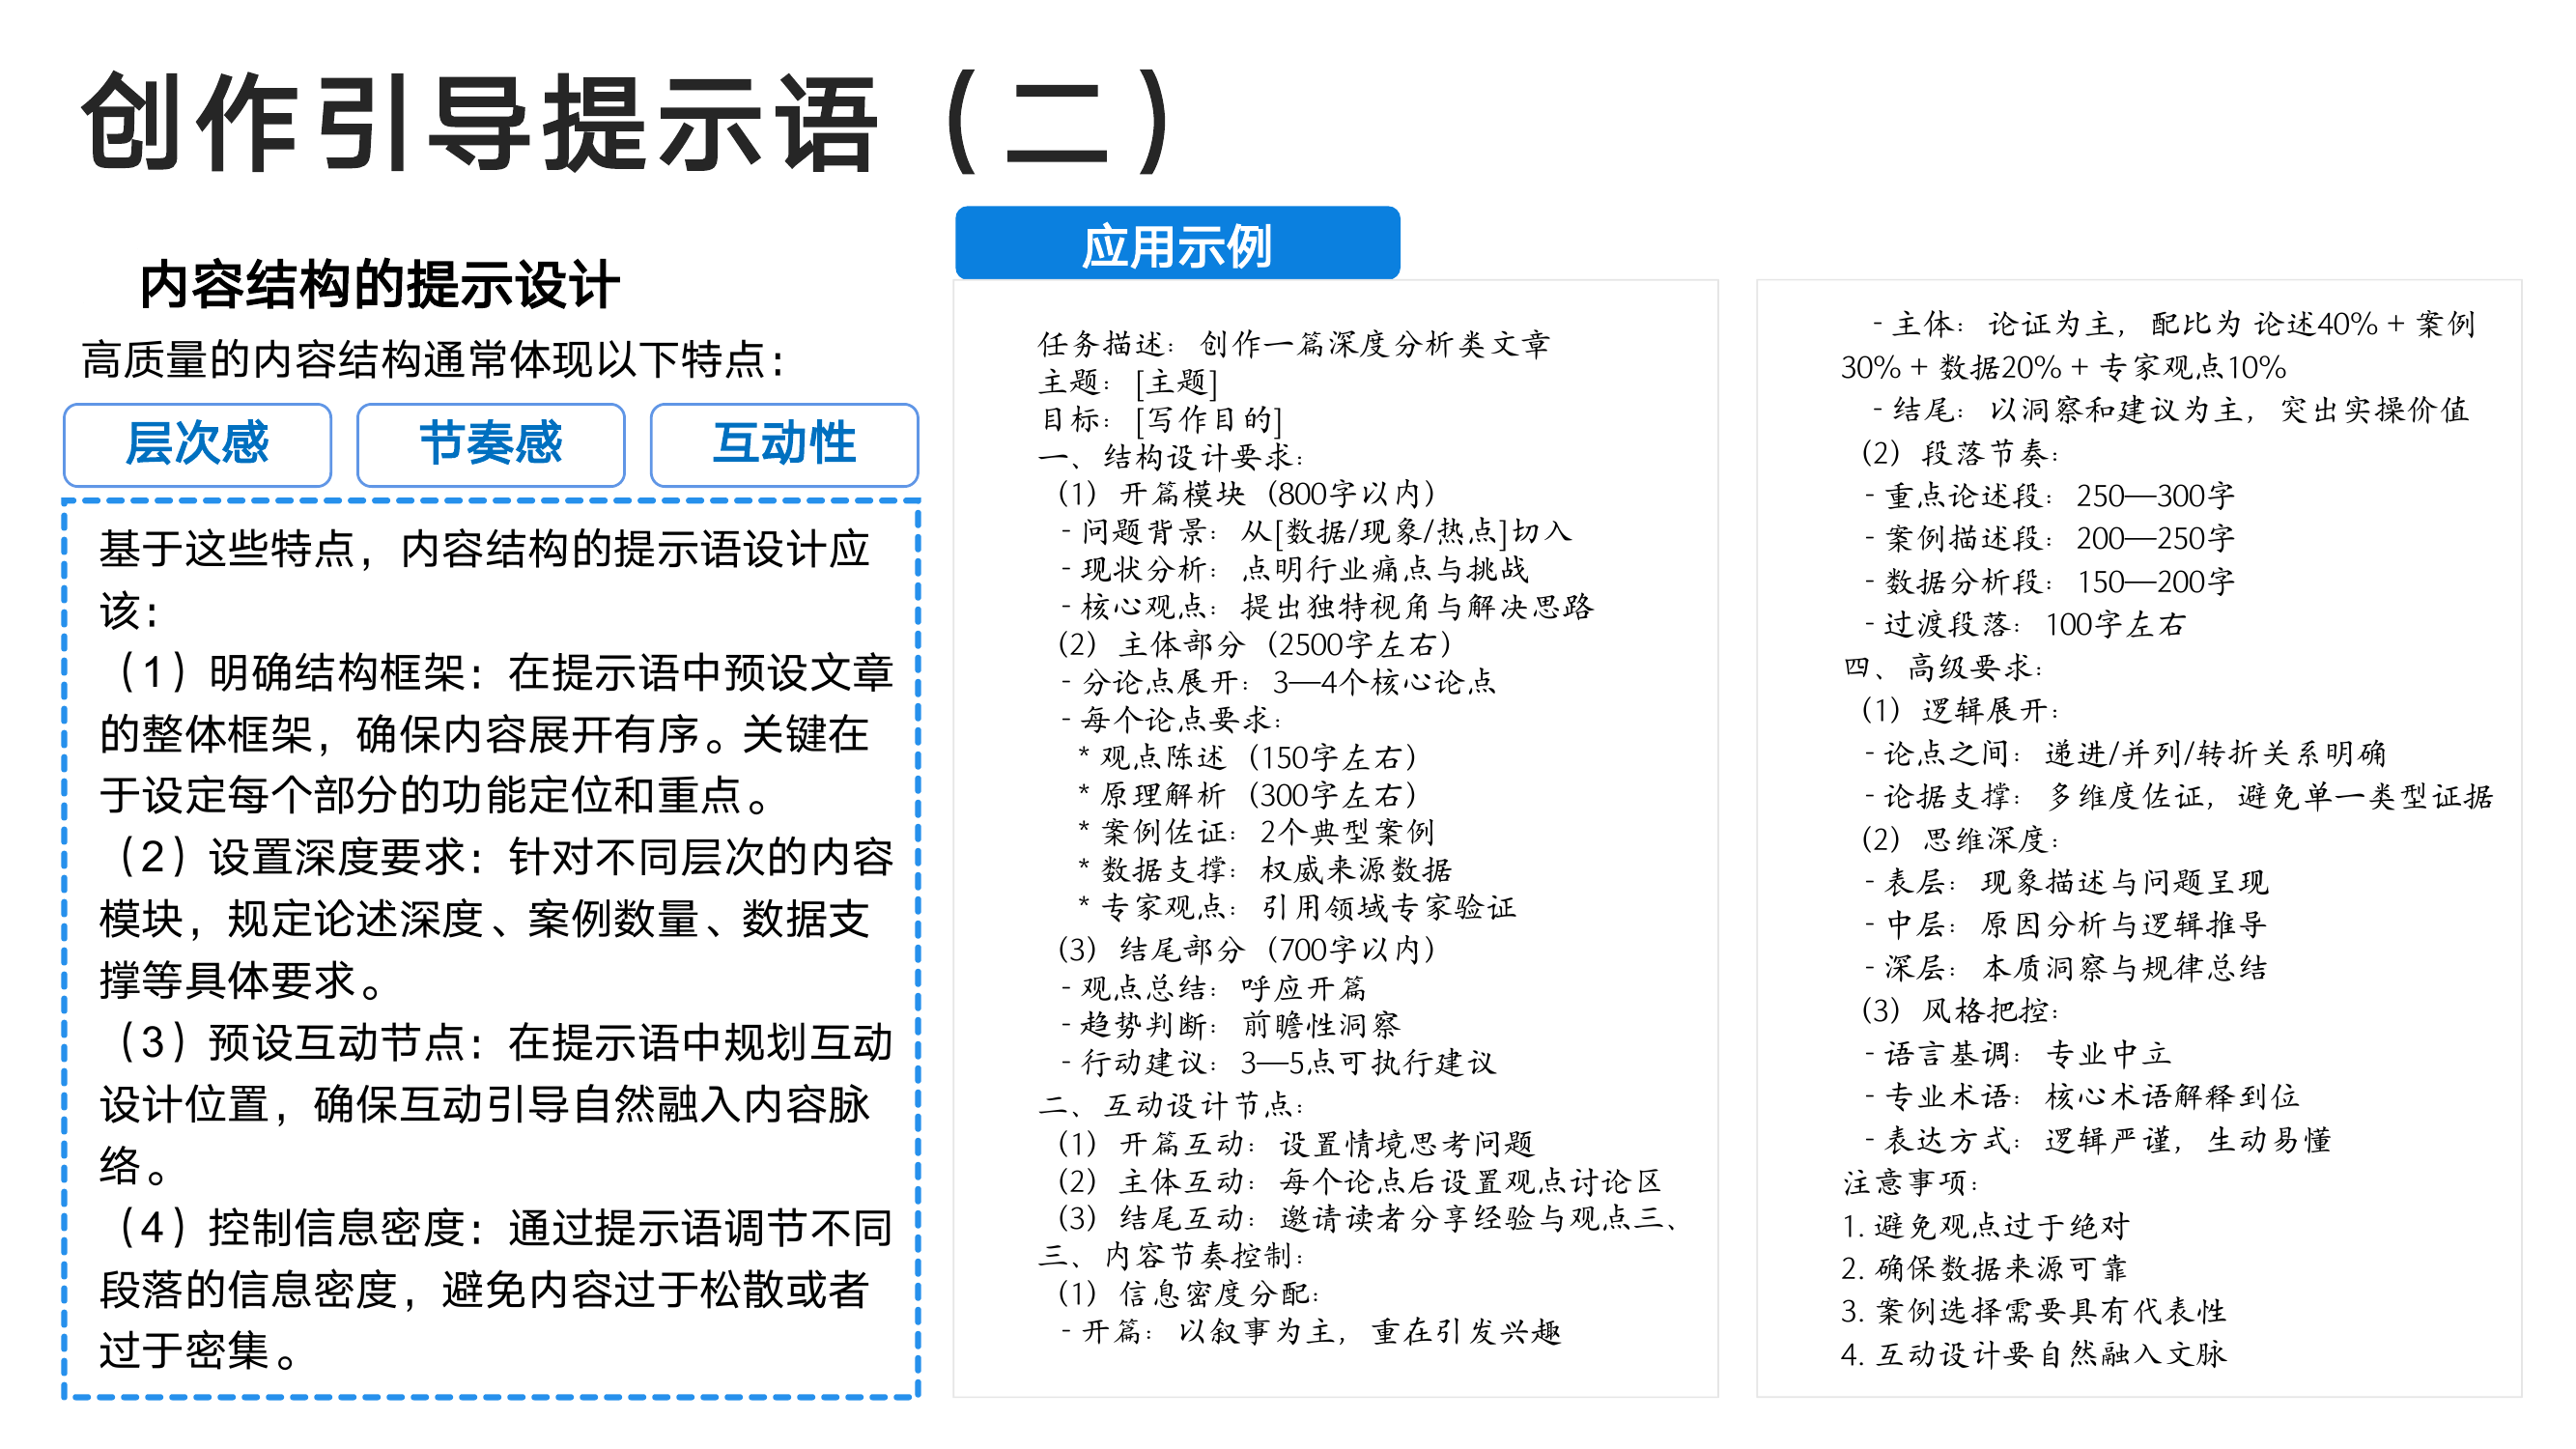 创作引导提示语（二）
内容结构的提示设计
高质量的内容结构通常体现以下特点：
层次感
节奏感
互动性
基于这些特点，内容结构的提示语设计应
该：
（1）明确结构框架：在提示语中预设文章
的整体框架，确保内容展开有序。关键在
于设定每个部分的功能定位和重点。
（2）设置深度要求：针对不同层次的内容
模块，规定论述深度、案例数量、数据支
撑等具体要求。
（3）预设互动节点：在提示语中规划互动
设计位置，确保互动引导自然融入内容脉
络。
（4）控制信息密度：通过提示语调节不同
段落的信息密度，避免内容过于松散或者
过于密集。
应用示例
任务描述：创作一篇深度分析类文章
主题：[主题]
目标：[写作目的]
一、结构设计要求：
（1）开篇模块（800字以内）
- 问题背景：从[数据/现象/热点]切入
- 现状分析：点明行业痛点与挑战
- 核心观点：提出独特视角与解决思路
（2）主体部分（2500字左右）
- 分论点展开：3—4个核心论点
- 每个论点要求：
* 观点陈述（150字左右）
* 原理解析（300字左右）
* 案例佐证：2个典型案例
* 数据支撑：权威来源数据
* 专家观点：引用领域专家验证
（3）结尾部分（700字以内）
- 观点总结：呼应开篇
- 趋势判断：前瞻性洞察
- 行动建议：3—5点可执行建议
二、互动设计节点：
（1）开篇互动：设置情境思考问题
（2）主体互动：每个论点后设置观点讨论区
（3）结尾互动：邀请读者分享经验与观点三、
三、内容节奏控制：
（1）信息密度分配：
- 开篇：以叙事为主，重在引发兴趣
- 主体：论证为主，配比为 论述40% + 案例
30% + 数据20% + 专家观点10%
- 结尾：以洞察和建议为主，突出实操价值
（2）段落节奏：
- 重点论述段：250—300字
- 案例描述段：200—250字
- 数据分析段：150—200字
- 过渡段落：100字左右
四、高级要求：
（1）逻辑展开：
- 论点之间：递进/并列/转折关系明确
- 论据支撑：多维度佐证，避免单一类型证据
（2）思维深度：
- 表层：现象描述与问题呈现
- 中层：原因分析与逻辑推导
- 深层：本质洞察与规律总结
（3）风格把控：
- 语言基调：专业中立
- 专业术语：核心术语解释到位
- 表达方式：逻辑严谨，生动易懂
注意事项：
1. 避免观点过于绝对
2. 确保数据来源可靠
3. 案例选择需要具有代表性
4. 互动设计要自然融入文脉